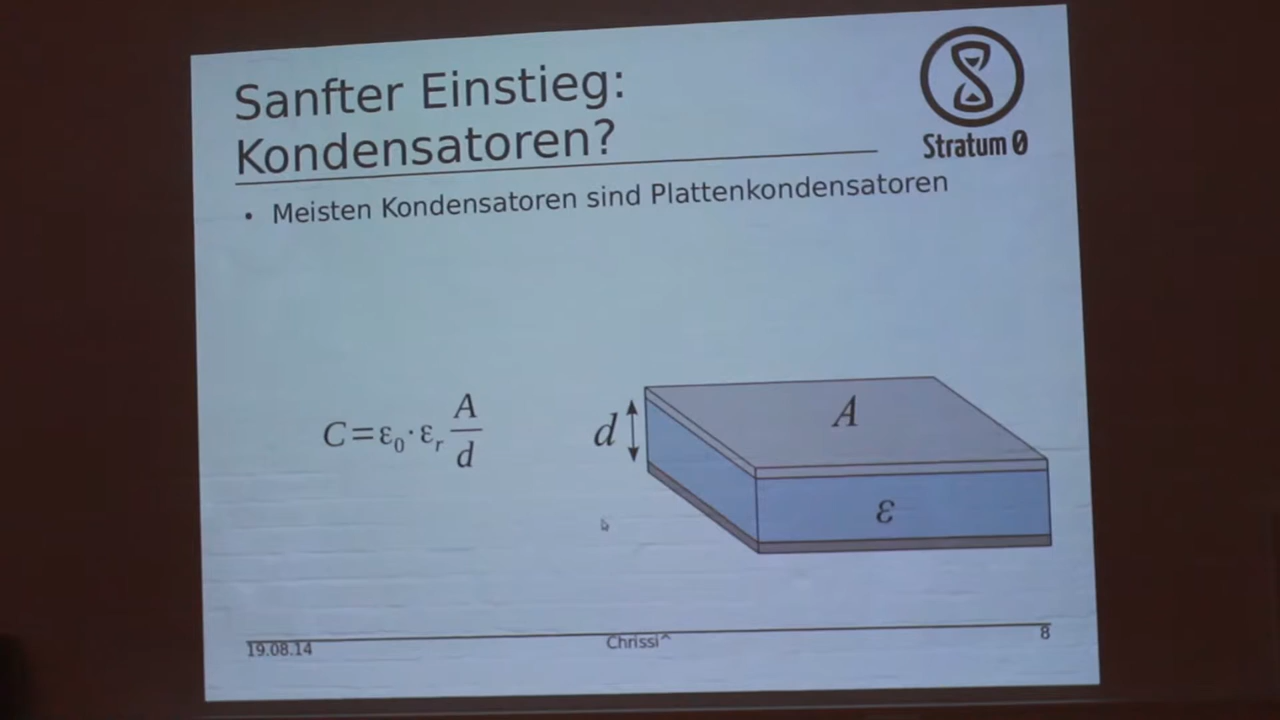 Sanfter Einstieg:
Kondensatoren?
Stratum 0
• Meisten Kondensatoren sind Plattenkondensatoren
C=ε₀·εᵣ A/d
d
A
ε
19.08.14
Chrissi^
8